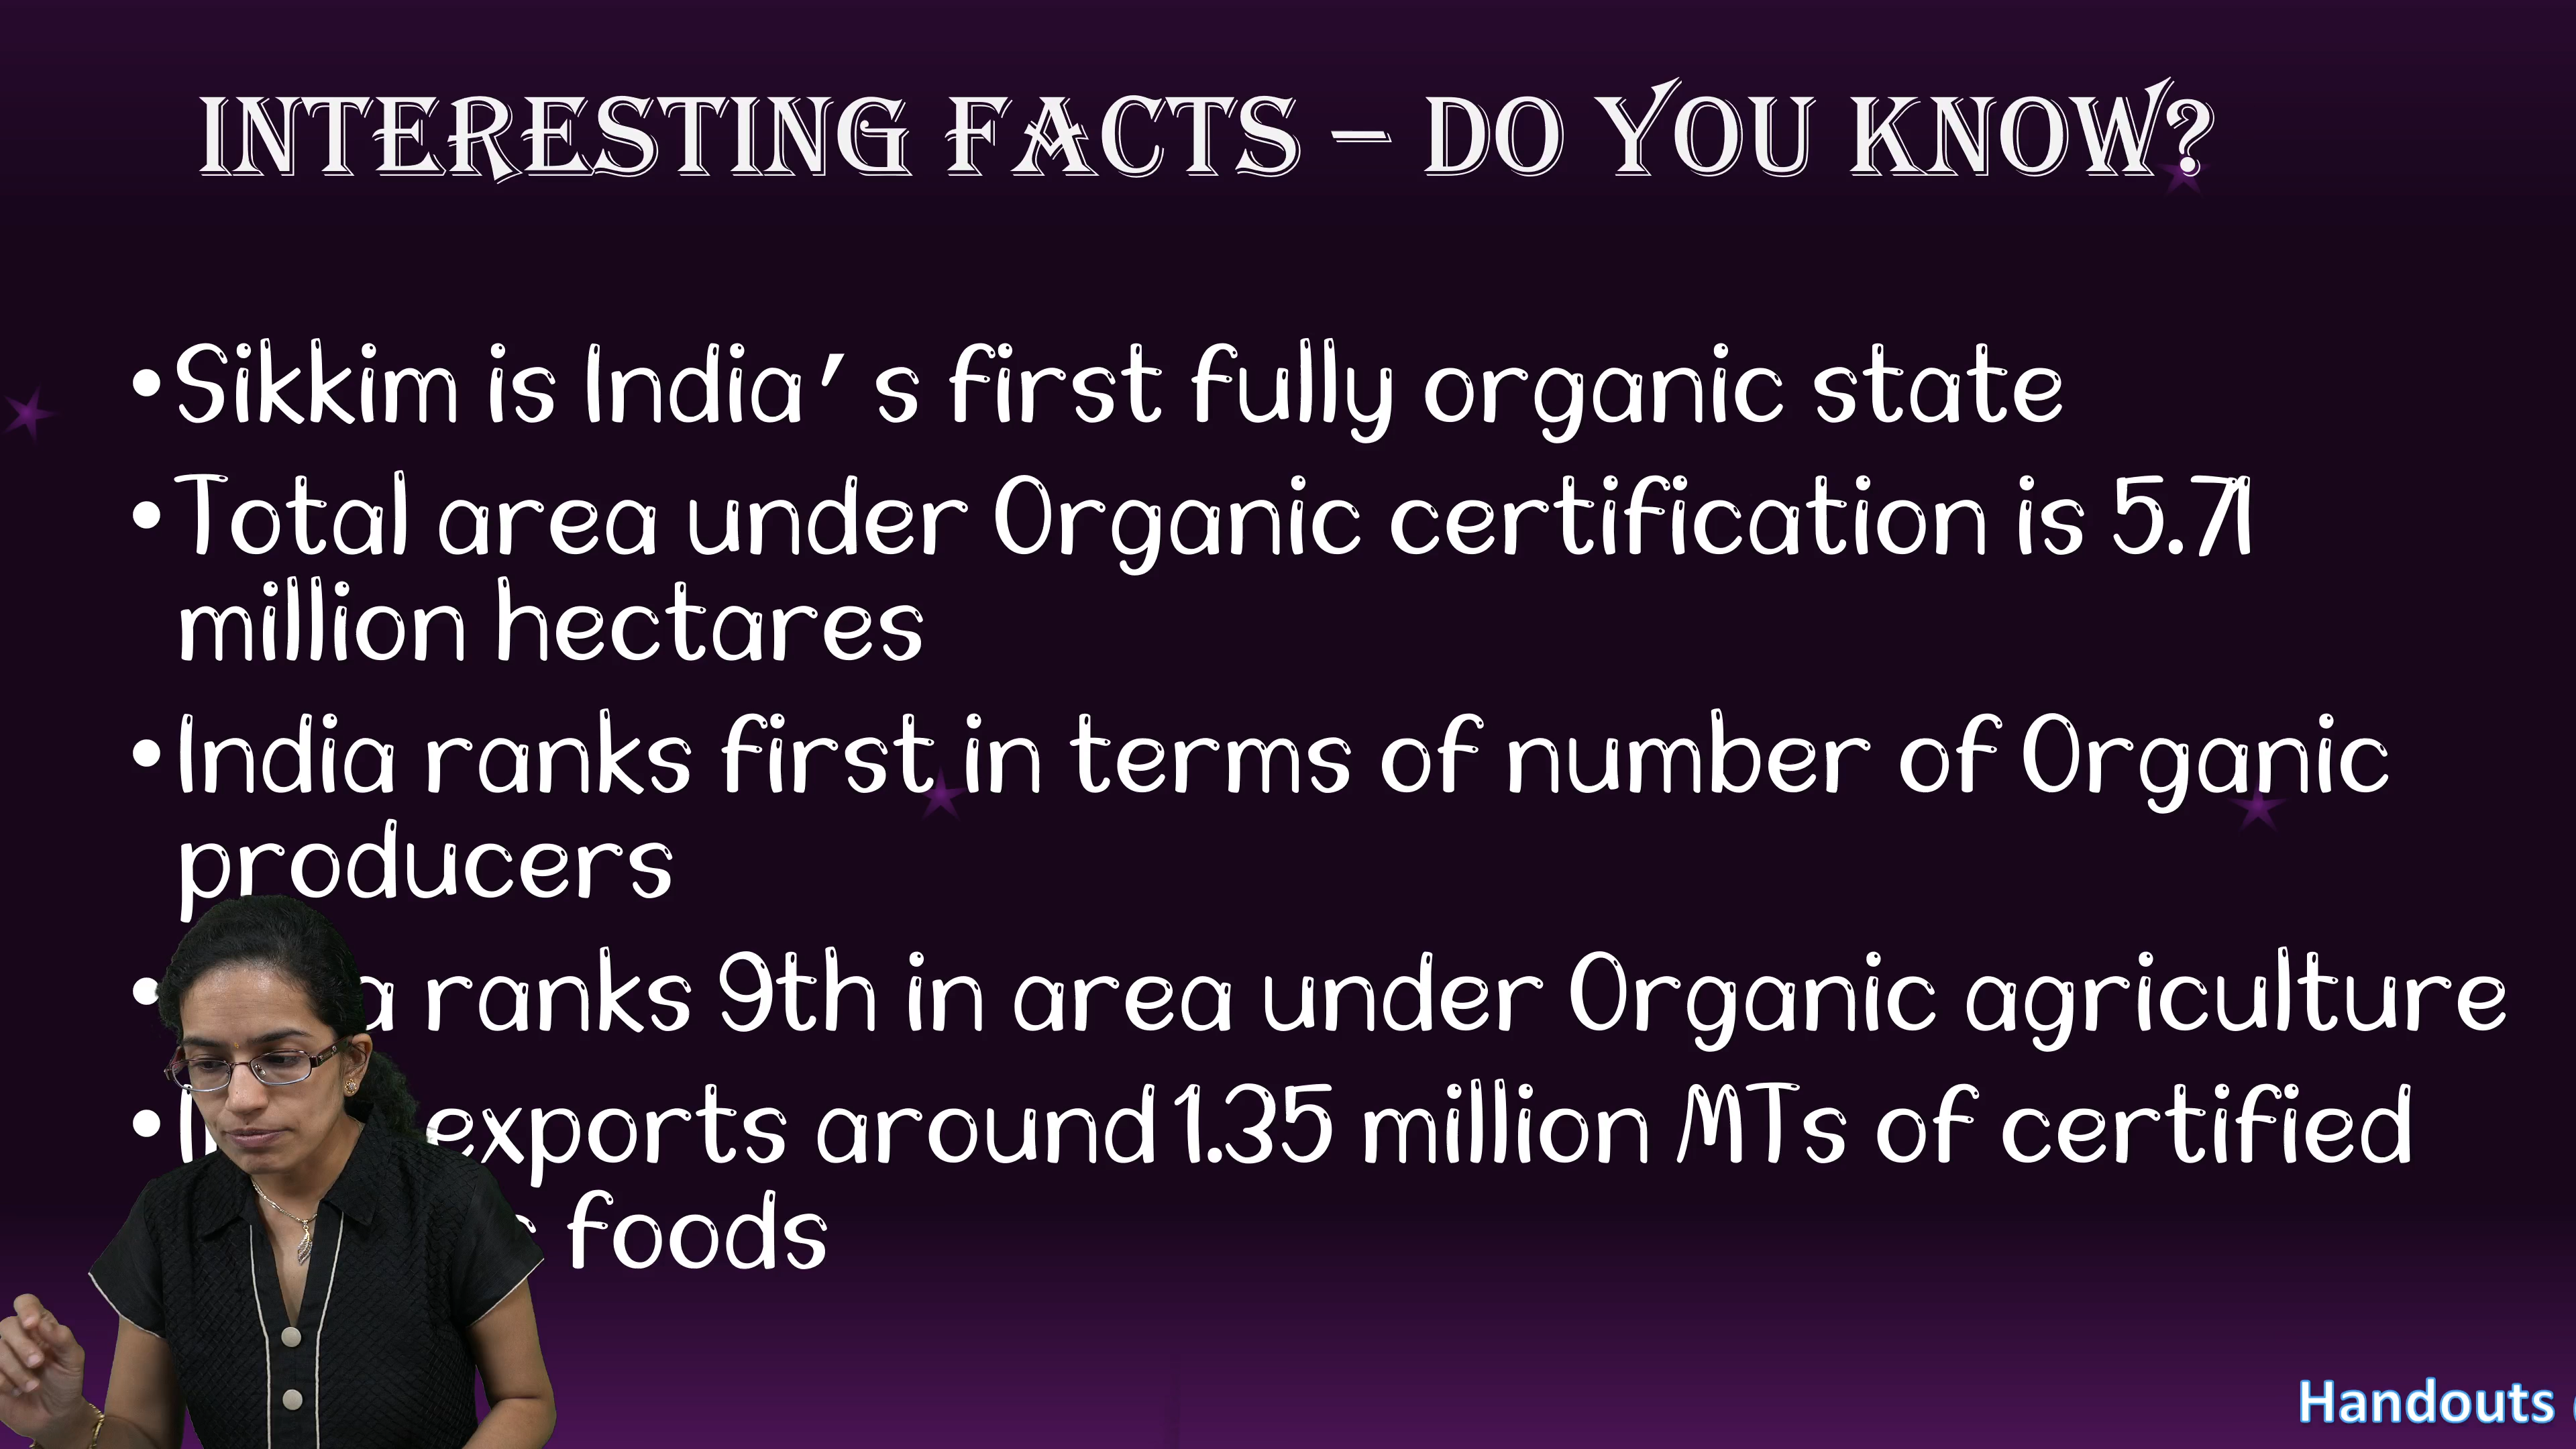 INTERESTING FACTS – DO YOU KNOW?
•Sikkim is India's first fully organic state
•Total area under Organic certification is 5.71
million hectares
•India ranks first in terms of number of Organic
producers
• ranks 9th in area under Organic agriculture
• exports around 1.35 million MTs of certified
foods
Handouts